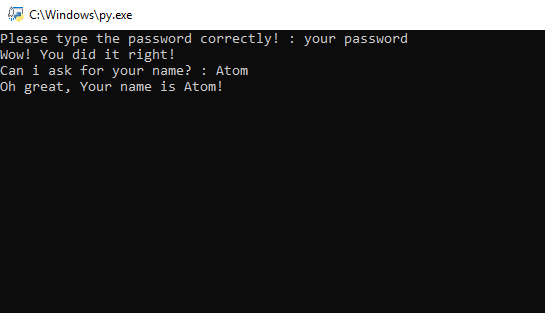 C:\Windows\py.exe
Please type the password correctly! : your password
Wow! You did it right!
Can i ask for your name? : Atom
Oh great, Your name is Atom!